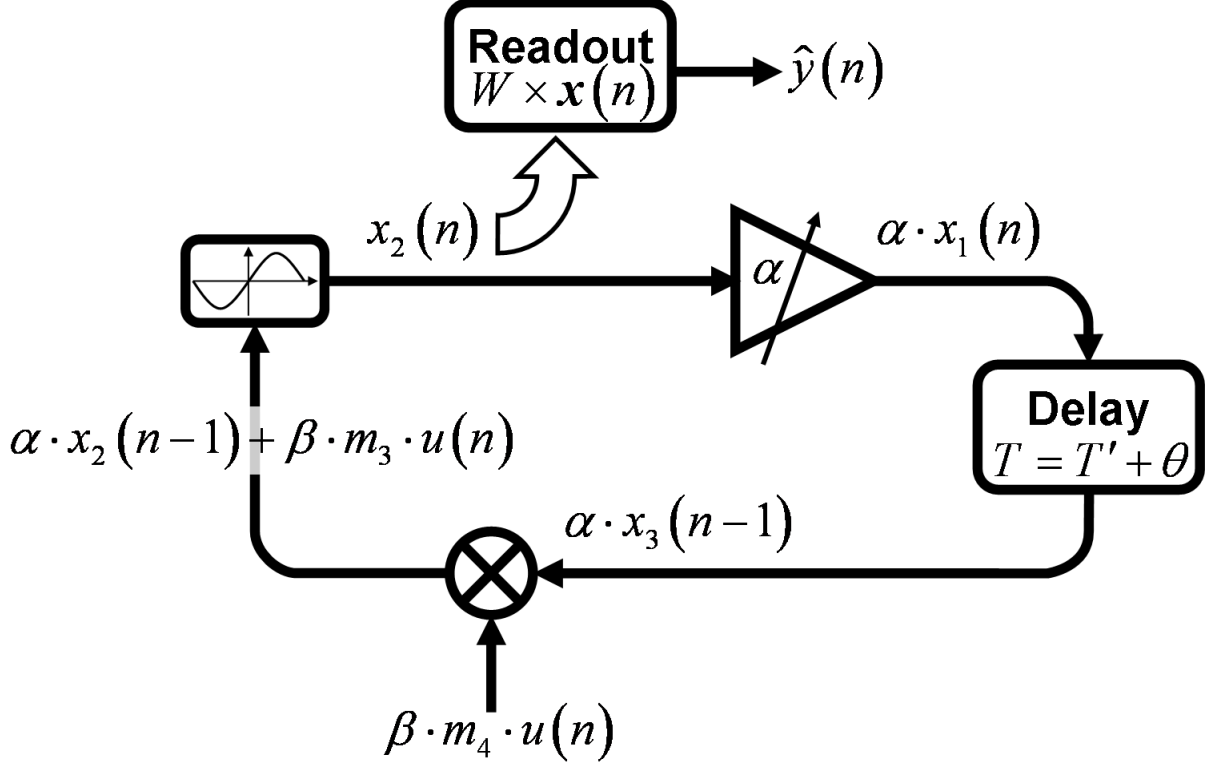 Readout
W × x(n)
ŷ(n)
x₂(n)
α · x₁(n)
α
Delay
T = T′ + θ
α · x₂(n−1) + β · m₃ · u(n)
α · x₃(n−1)
β · m₄ · u(n)